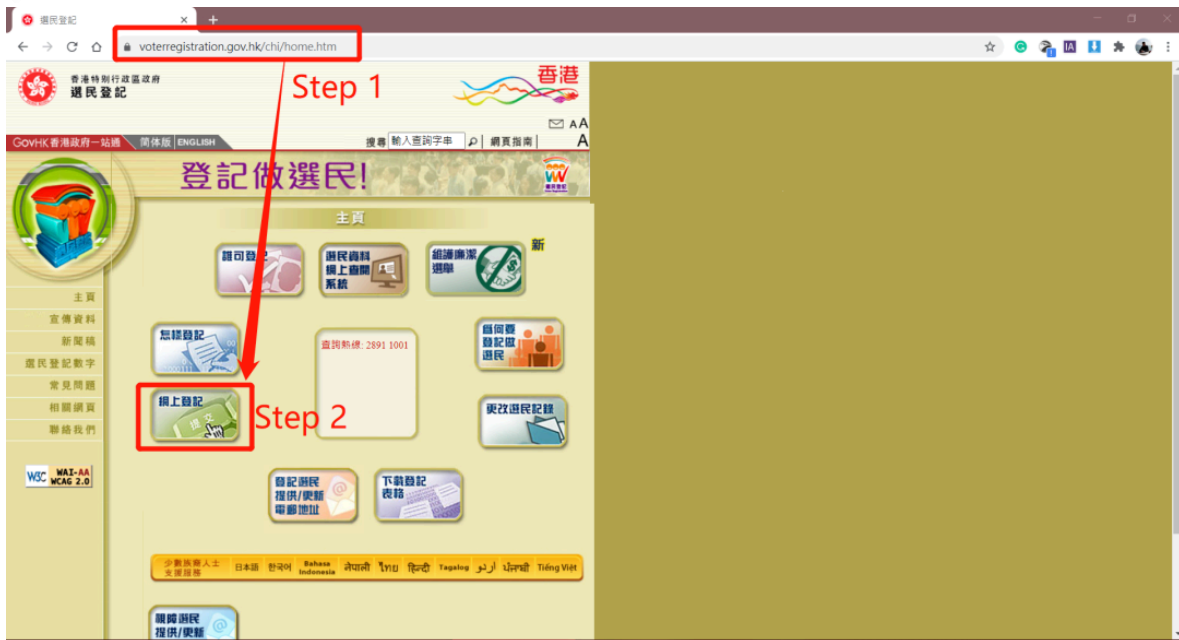 選民登記
voterregistration.gov.hk/chi/home.htm
Step 1
香港特別行政區政府
選民登記
香港
AA
A
GOVHK香港政府一站通
简体版
ENGLISH
搜尋
輸入查詢字串
網頁指南
登記做選民!
主頁
誰可登
選民資料
網上查閱
系統
維護廉潔
選舉
新
主頁
宣傳資料
新聞稿
選民登記數字
常見問題
相關網頁
聯絡我們
怎樣登記
查詢熱線: 2891 1001
為何要
登記做
選民
網上登記
提交
Step 2
更改選民記錄
W3C WAI-AA
WCAG 2.0
登記選民
提供/更新
電郵地址
下載登記
表格
少數族裔人士
支援服務
日本語
한국어
Bahasa
Indonesia
नेपाली
ไทย
हिन्दी
Tagalog
اردو
ਪੰਜਾਬੀ
Tiếng Việt
視障選民
提供/更新